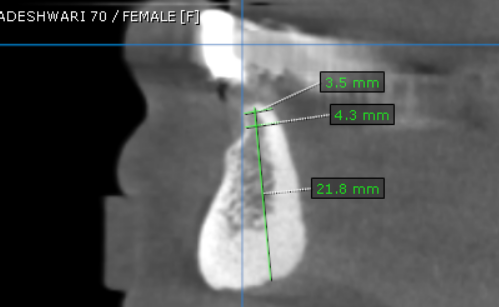 ADESHWARI 70 / FEMALE [F]
3.5 mm
4.3 mm
21.8 mm